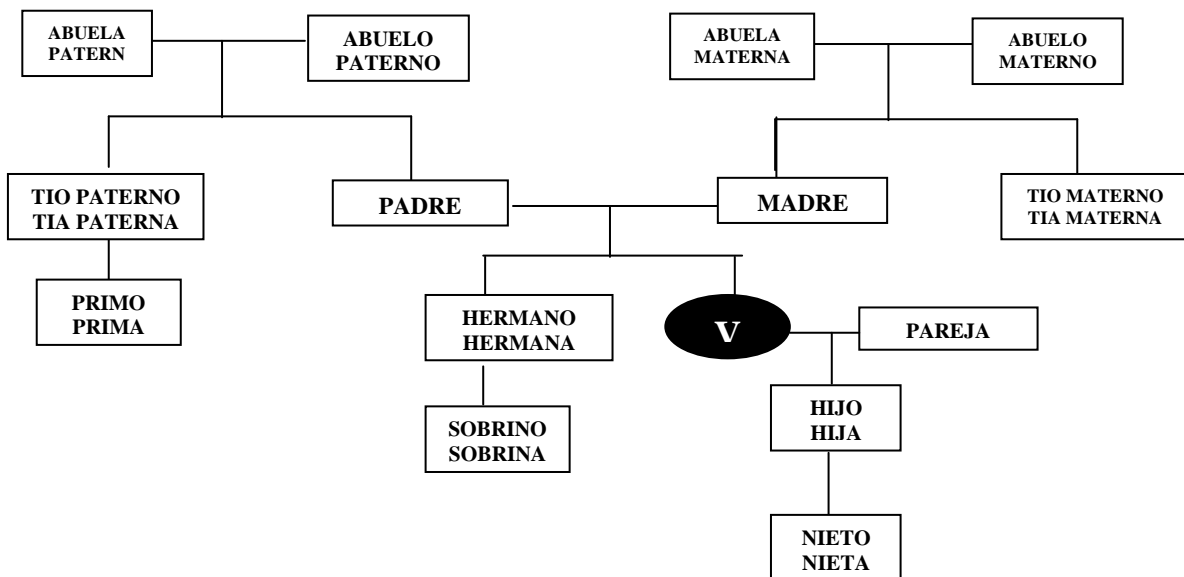 ABUELA
PATERN
ABUELO
PATERNO
ABUELA
MATERNA
ABUELO
MATERNO
TIO PATERNO
TIA PATERNA
PADRE
MADRE
TIO MATERNO
TIA MATERNA
PRIMO
PRIMA
HERMANO
HERMANA
V
PAREJA
SOBRINO
SOBRINA
HIJO
HIJA
NIETO
NIETA